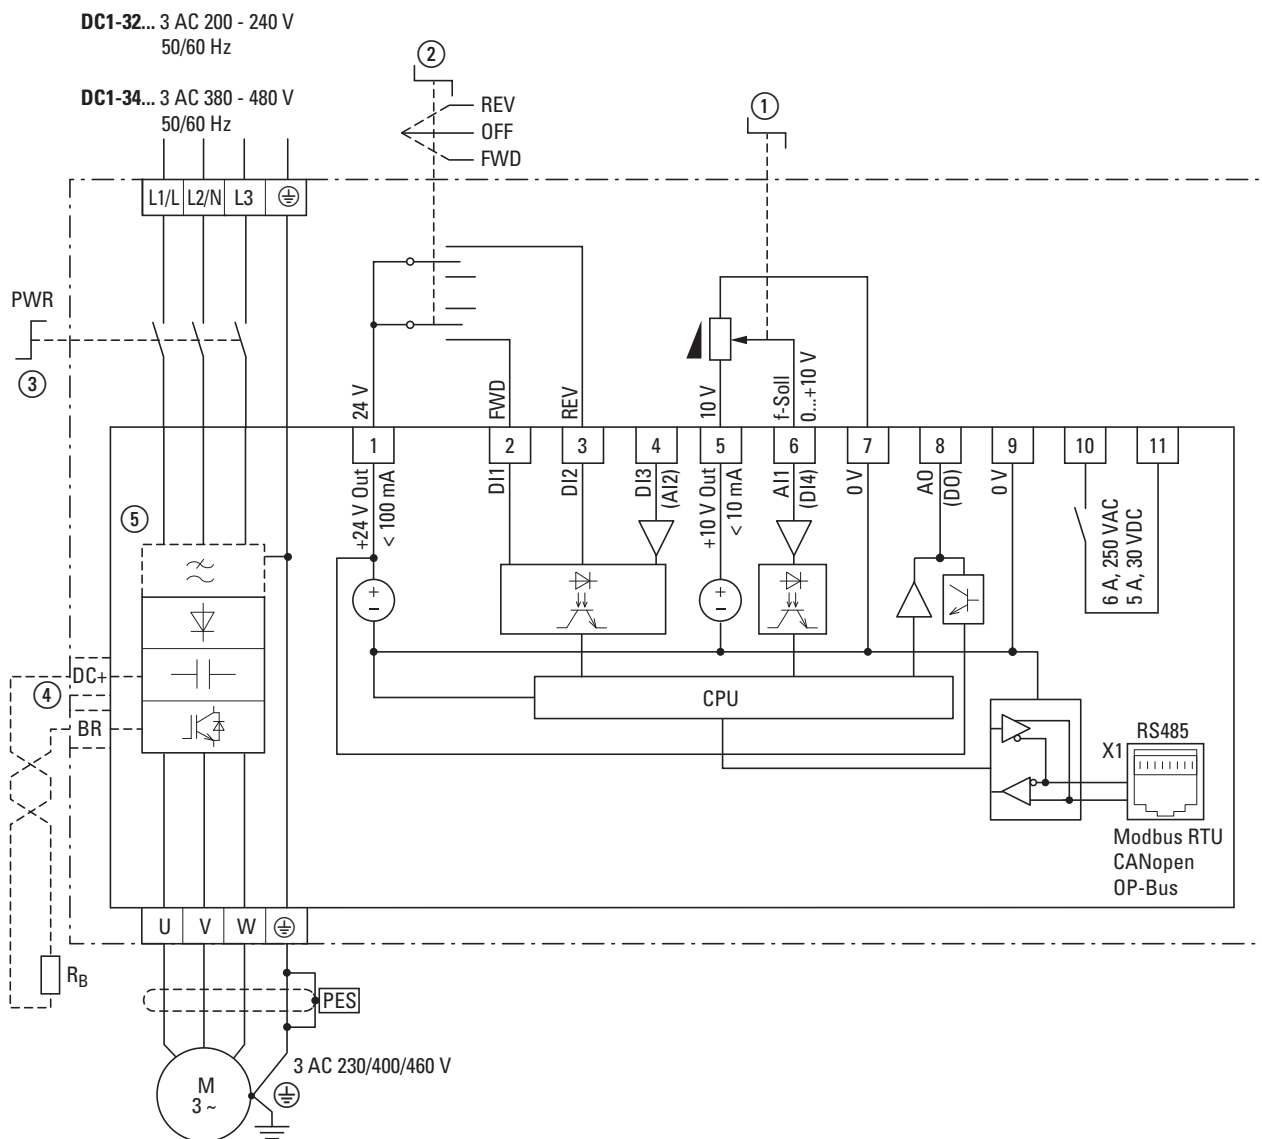 DC1-32... 3 AC 200 - 240 V
50/60 Hz
DC1-34... 3 AC 380 - 480 V
50/60 Hz
2
REV
OFF
FWD
1
L1/L L2/N L3
PWR
3
24 V
FWD
REV
10 V
f-Soll
0...+10 V
1 2 3 4 5 6 7 8 9 10 11
+24 V Out
< 100 mA
DI1
DI2
DI3
(AI2)
+10 V Out
< 10 mA
AI1
(DI4)
0 V
AO
(DO)
0 V
6 A, 250 VAC
5 A, 30 VDC
5
+
−
+
−
DC+
4
BR
CPU
RS485
X1
Modbus RTU
CANopen
OP-Bus
U V W
RB
PES
3 AC 230/400/460 V
M
3 ~